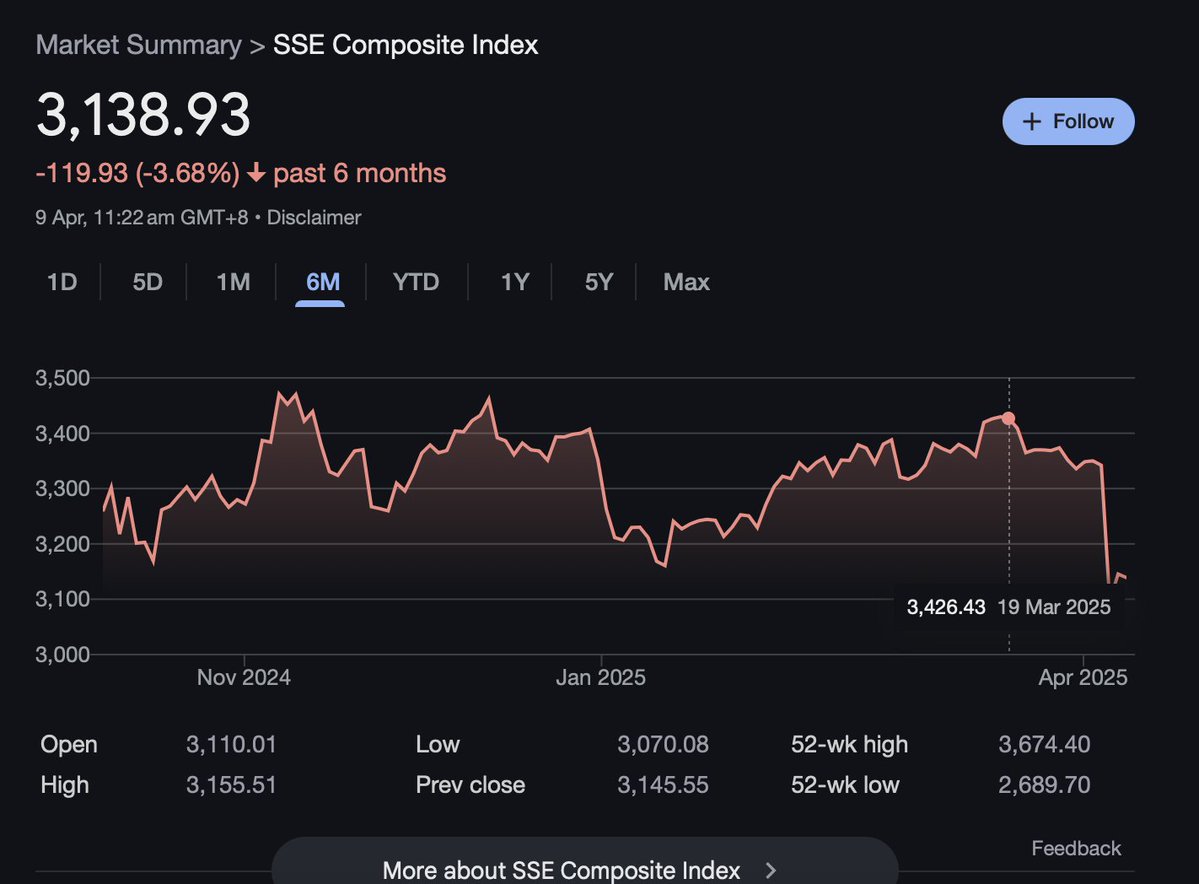 Market Summary > SSE Composite Index
3,138.93
+ Follow
-119.93 (-3.68%) ↓ past 6 months
9 Apr, 11:22 am GMT+8 • Disclaimer
1D 5D 1M 6M YTD 1Y 5Y Max
3,500
3,400
3,300
3,200
3,100
3,000
3,426.43 19 Mar 2025
Nov 2024 Jan 2025 Apr 2025
Open 3,110.01 Low 3,070.08 52-wk high 3,674.40
High 3,155.51 Prev close 3,145.55 52-wk low 2,689.70
Feedback
More about SSE Composite Index >